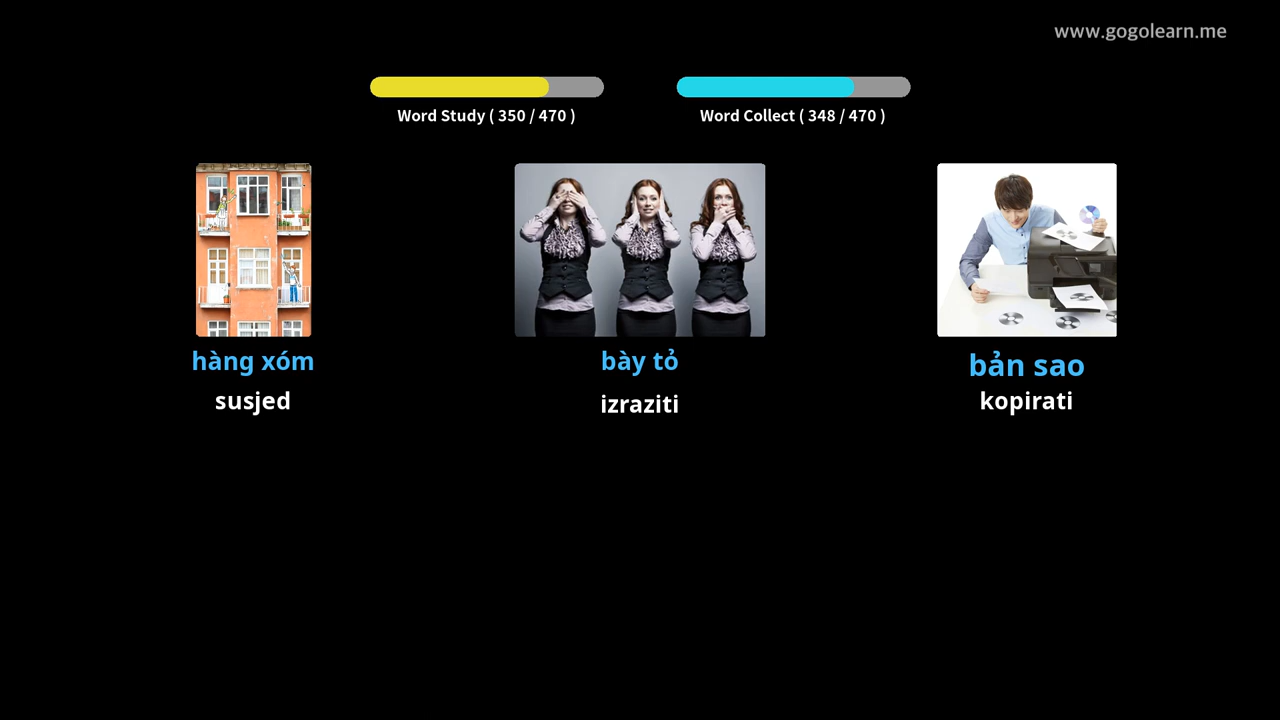 www.gogolearn.me
Word Study ( 350 / 470 )
Word Collect ( 348 / 470 )
hàng xóm
susjed
bày tỏ
izraziti
bản sao
kopirati